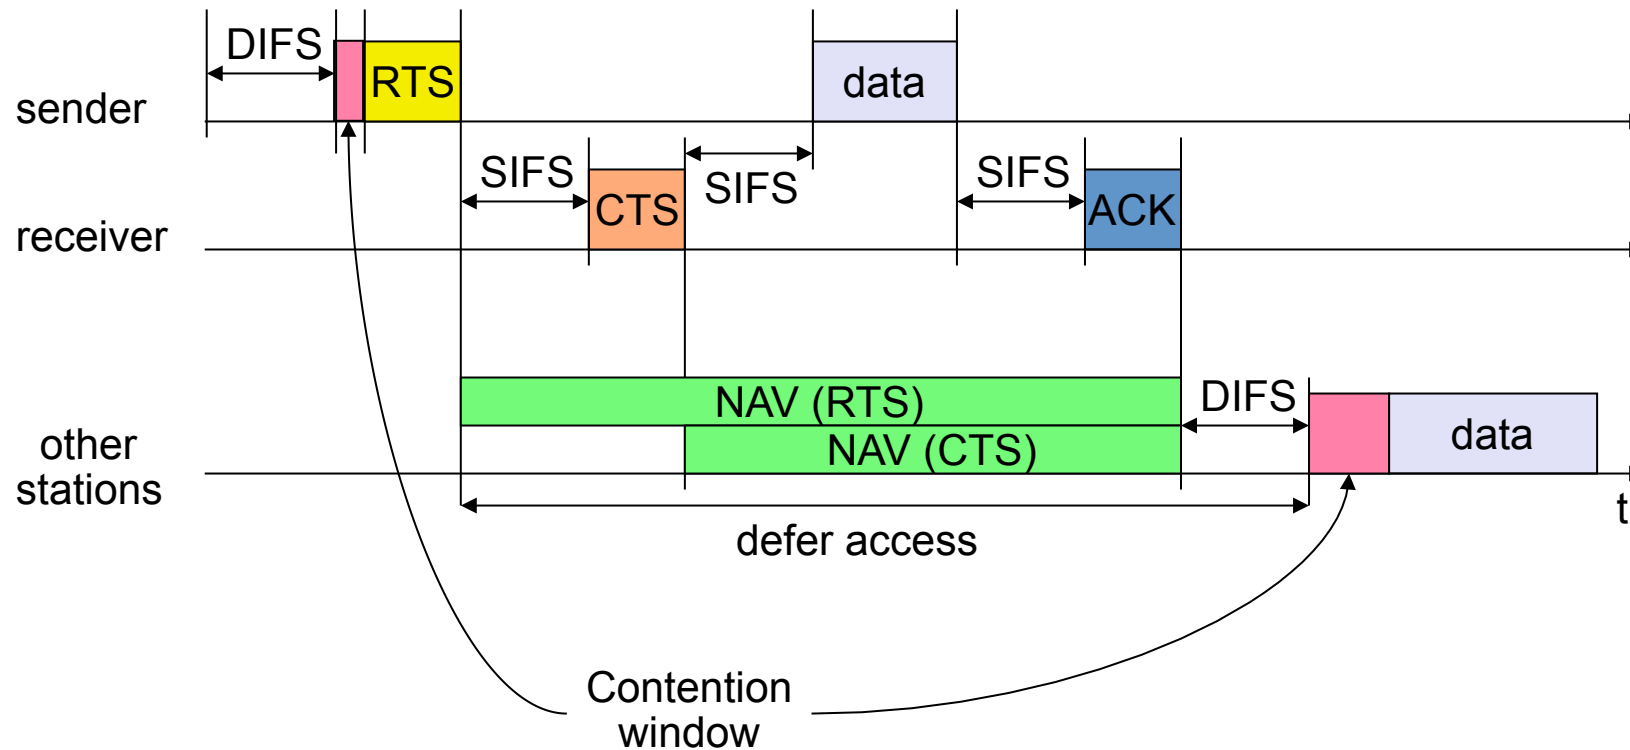 DIFS
RTS
data
sender
SIFS
CTS
SIFS
SIFS
ACK
receiver
NAV (RTS)
DIFS
NAV (CTS)
data
other
stations
t
defer access
Contention
window